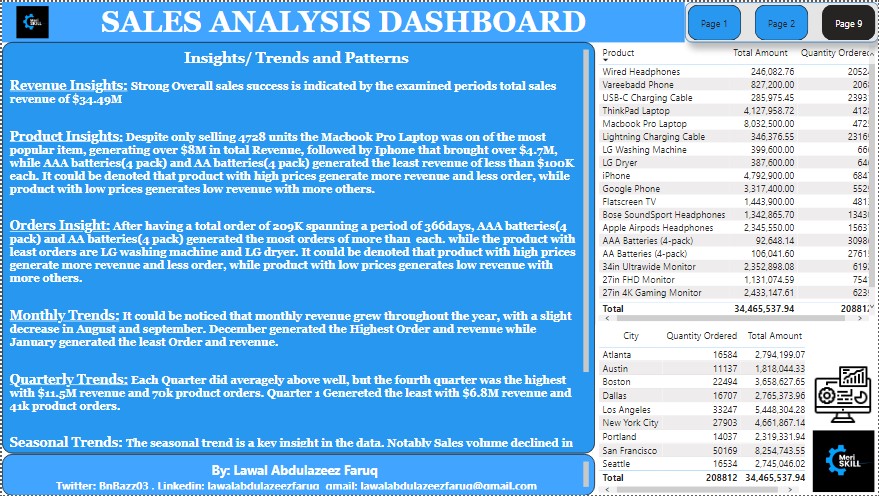 SALES ANALYSIS DASHBOARD
Page 1
Page 2
Page 9
Meri
SKILL
Insights/ Trends and Patterns
Revenue Insights: Strong Overall sales success is indicated by the examined periods total sales
revenue of $34.49M
Product Insights: Despite only selling 4728 units the Macbook Pro Laptop was on of the most
popular item, generating over $8M in total Revenue, followed by Iphone that brought over $4.7M,
while AAA batteries(4 pack) and AA batteries(4 pack) generated the least revenue of less than $100K
each. It could be denoted that product with high prices generate more revenue and less order, while
product with low prices generates low revenue with more others.
Orders Insight: After having a total order of 209K spanning a period of 366days, AAA batteries(4
pack) and AA batteries(4 pack) generated the most orders of more than each. while the product with
least orders are LG washing machine and LG dryer. It could be denoted that product with high prices
generate more revenue and less order, while product with low prices generates low revenue with
more others.
Monthly Trends: It could be noticed that monthly revenue grew throughout the year, with a slight
decrease in August and september. December generated the Highest Order and revenue while
January generated the least Order and revenue.
Quarterly Trends: Each Quarter did averagely above well, but the fourth quarter was the highest
with $11.5M revenue and 70k product orders. Quarter 1 Genereted the least with $6.8M revenue and
41k product orders.
Seasonal Trends: The seasonal trend is a key insight in the data. Notably Sales volume declined in
By: Lawal Abdulazeez Faruq
Twitter: BnBazz03 . Linkedin: lawalabdulazeezfaruq gmail: lawalabdulazeezfaruq@gmail.com
Product Total Amount Quantity Ordered
Wired Headphones 246,082.76 2052
Vareebadd Phone 827,200.00 206
USB-C Charging Cable 285,975.45 2393
ThinkPad Laptop 4,127,958.72 412
Macbook Pro Laptop 8,032,500.00 472
Lightning Charging Cable 346,376.55 2316
LG Washing Machine 399,600.00 66
LG Dryer 387,600.00 64
iPhone 4,792,900.00 684
Google Phone 3,317,400.00 552
Flatscreen TV 1,443,900.00 481
Bose SoundSport Headphones 1,342,865.70 1343
Apple Airpods Headphones 2,345,550.00 1563
AAA Batteries (4-pack) 92,648.14 3098
AA Batteries (4-pack) 106,041.60 2761
34in Ultrawide Monitor 2,352,898.08 619
27in FHD Monitor 1,131,074.59 754
27in 4K Gaming Monitor 2,433,147.61 623
Total 34,465,537.94 20881
City Quantity Ordered Total Amount
Atlanta 16584 2,794,199.07
Austin 11137 1,818,044.33
Boston 22494 3,658,627.65
Dallas 16707 2,765,373.96
Los Angeles 33247 5,448,304.28
New York City 27903 4,661,867.14
Portland 14037 2,319,331.94
San Francisco 50169 8,254,743.55
Seattle 16534 2,745,046.02
Total 208812 34,465,537.94
Meri
SKILL